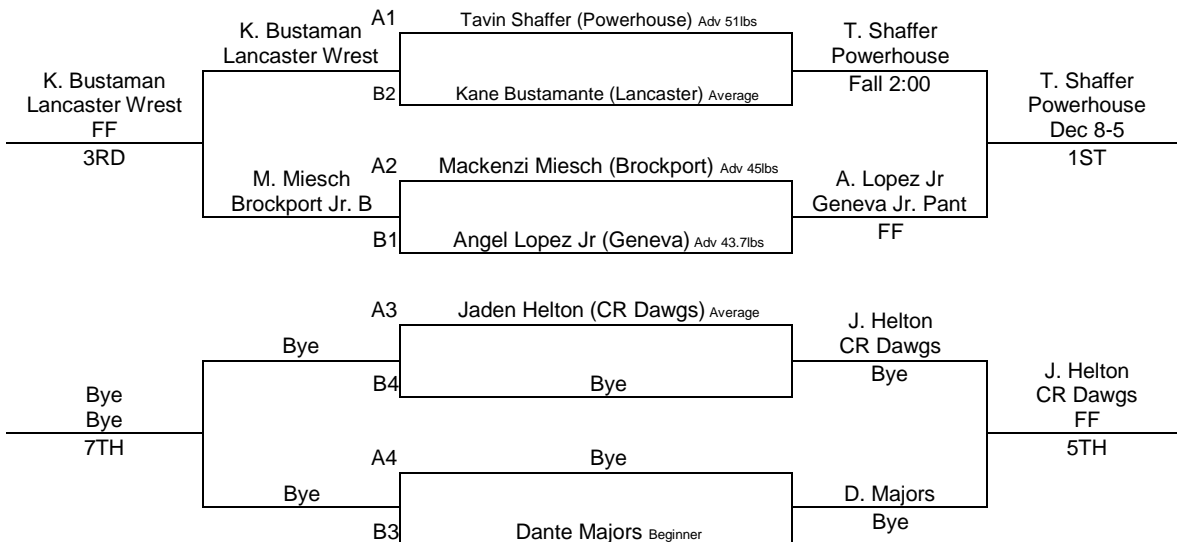 A1
Tavin Shaffer (Powerhouse) Adv 51lbs
K. Bustaman
Lancaster Wrest
T. Shaffer
Powerhouse
Fall 2:00
B2
Kane Bustamante (Lancaster) Average
K. Bustaman
Lancaster Wrest
FF
3RD
T. Shaffer
Powerhouse
Dec 8-5
1ST
A2
Mackenzi Miesch (Brockport) Adv 45lbs
M. Miesch
Brockport Jr. B
A. Lopez Jr
Geneva Jr. Pant
FF
B1
Angel Lopez Jr (Geneva) Adv 43.7lbs
A3
Jaden Helton (CR Dawgs) Average
Bye
J. Helton
CR Dawgs
Bye
B4
Bye
Bye
Bye
7TH
J. Helton
CR Dawgs
FF
5TH
A4
Bye
Bye
D. Majors
Bye
B3
Dante Majors Beginner